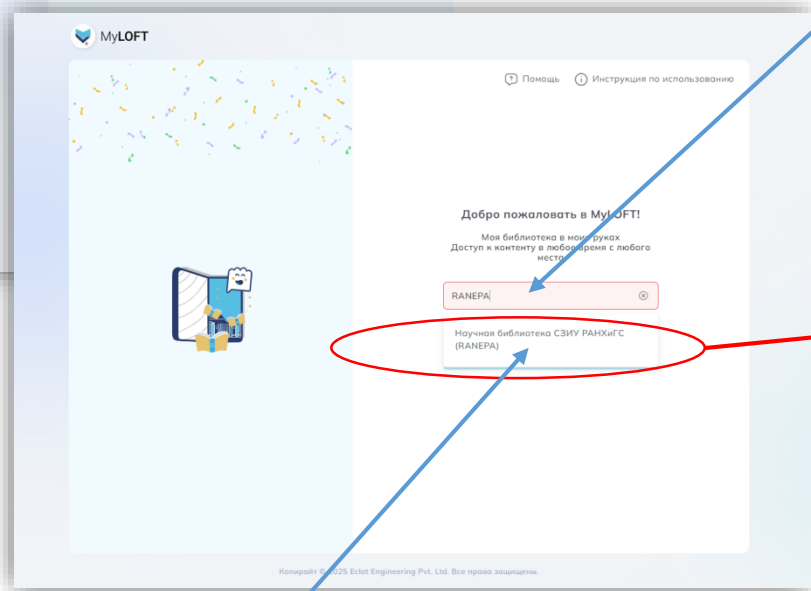 MyLOFT
Помощь
Инструкция по использованию
Добро пожаловать в MyLOFT!
Моя библиотека в моих руках
Доступ к контенту в любое время с любого
места
RANEPA
Научная библиотека СЗИУ РАНХиГС
(RANEPA)
Копирайт © 2025 Eclat Engineering Pvt. Ltd. Все права защищены.